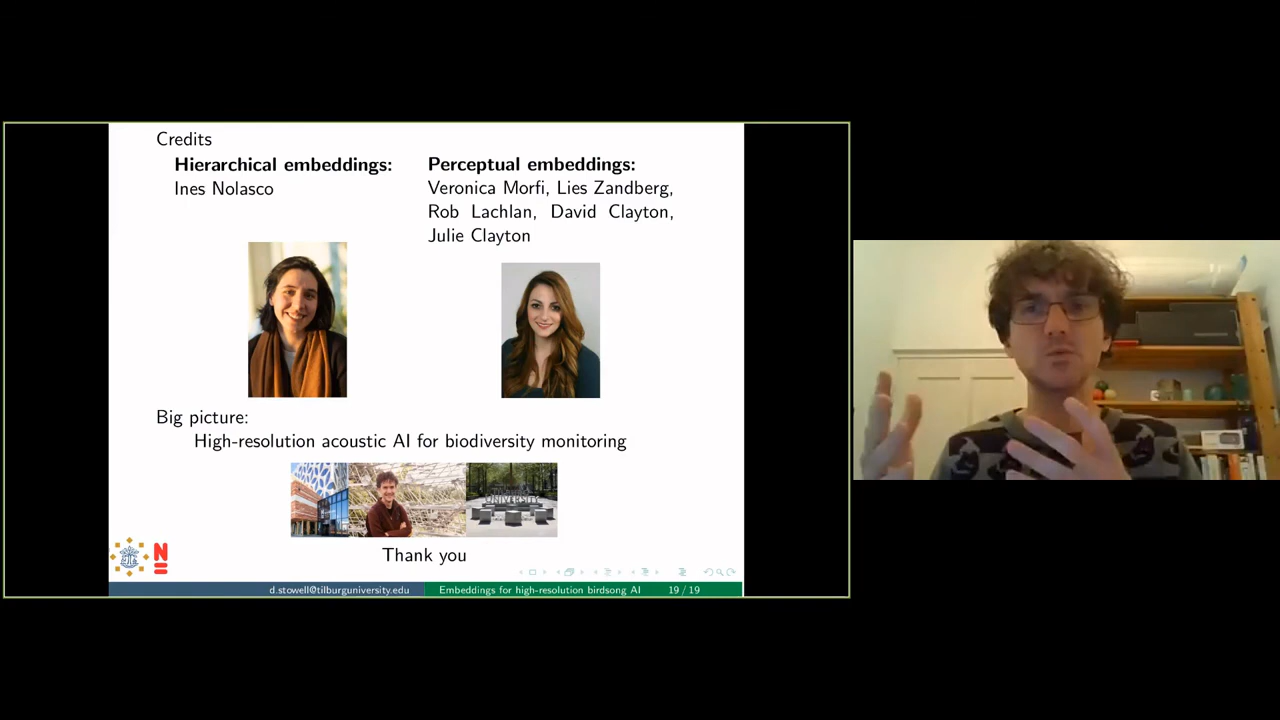 Credits
Hierarchical embeddings:
Ines Nolasco
Perceptual embeddings:
Veronica Morfi, Lies Zandberg,
Rob Lachlan, David Clayton,
Julie Clayton
Big picture:
High-resolution acoustic AI for biodiversity monitoring
UNIVERSITY
Thank you
d.stowell@tilburguniversity.edu
Embeddings for high-resolution birdsong AI
19 / 19